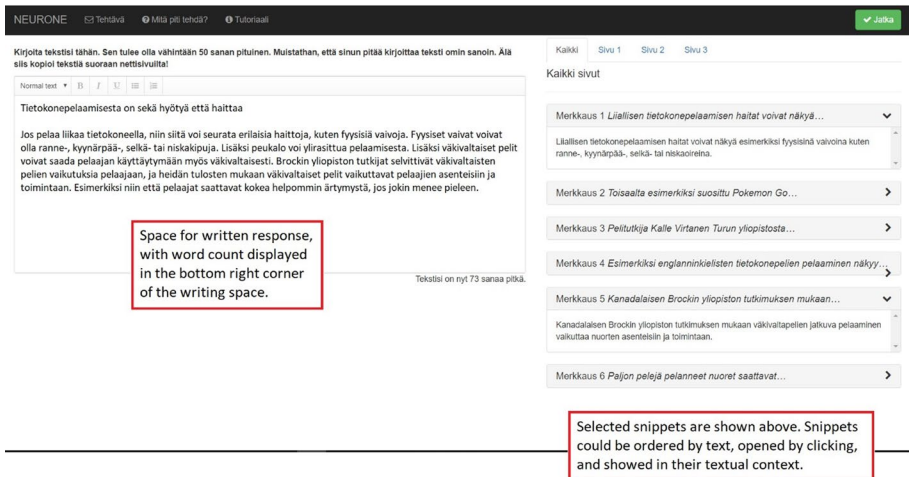 NEURONE Tehtävä Mitä piti tehdä? Tutoriaali Jatka
Kirjoita tekstisi tähän. Sen tulee olla vähintään 50 sanan pituinen. Muistathan, että sinun pitää kirjoittaa teksti omin sanoin. Älä
siis kopioi tekstiä suoraan nettisivuilta!
Normal text B I U
Tietokonepelaamisesta on sekä hyötyä että haittaa
Jos pelaa liikaa tietokoneella, niin siitä voi seurata erilaisia haittoja, kuten fyysisiä vaivoja. Fyysiset vaivat voivat
olla ranne-, kyynärpää-, selkä- tai niskakipuja. Lisäksi peukalo voi ylirasittua pelaamisesta. Lisäksi väkivaltaiset pelit
voivat saada pelaajan käyttäytymään myös väkivaltaisesti. Brockin yliopiston tutkijat selvittivät väkivaltaisten
pelien vaikutuksia pelaajaan, ja heidän tulosten mukaan väkivaltaiset pelit vaikuttavat pelaajien asenteisiin ja
toimintaan. Esimerkiksi niin että pelaajat saattavat kokea helpommin ärtymystä, jos jokin menee pieleen.
Space for written response,
with word count displayed
in the bottom right corner
of the writing space.
Tekstisi on nyt 73 sanaa pitkä.
Kaikki Sivu 1 Sivu 2 Sivu 3
Kaikki sivut
Merkkaus 1 Liiallisen tietokonepelaamisen haitat voivat näkyä…
Liiallisen tietokonepelaamisen haitat voivat näkyä esimerkiksi fyysisinä vaivoina kuten
ranne-, kyynärpää-, selkä- tai niskaoireina.
Merkkaus 2 Toisaalta esimerkiksi suosittu Pokemon Go…
Merkkaus 3 Pelitutkija Kalle Virtanen Turun yliopistosta…
Merkkaus 4 Esimerkiksi englanninkielisten tietokonepelien pelaaminen näkyy…
Merkkaus 5 Kanadalaisen Brockin yliopiston tutkimuksen mukaan…
Kanadalaisen Brockin yliopiston tutkimuksen mukaan väkivaltapelien jatkuva pelaaminen
vaikuttaa nuorten asenteisiin ja toimintaan.
Merkkaus 6 Paljon pelejä pelanneet nuoret saattavat…
Selected snippets are shown above. Snippets
could be ordered by text, opened by clicking,
and showed in their textual context.